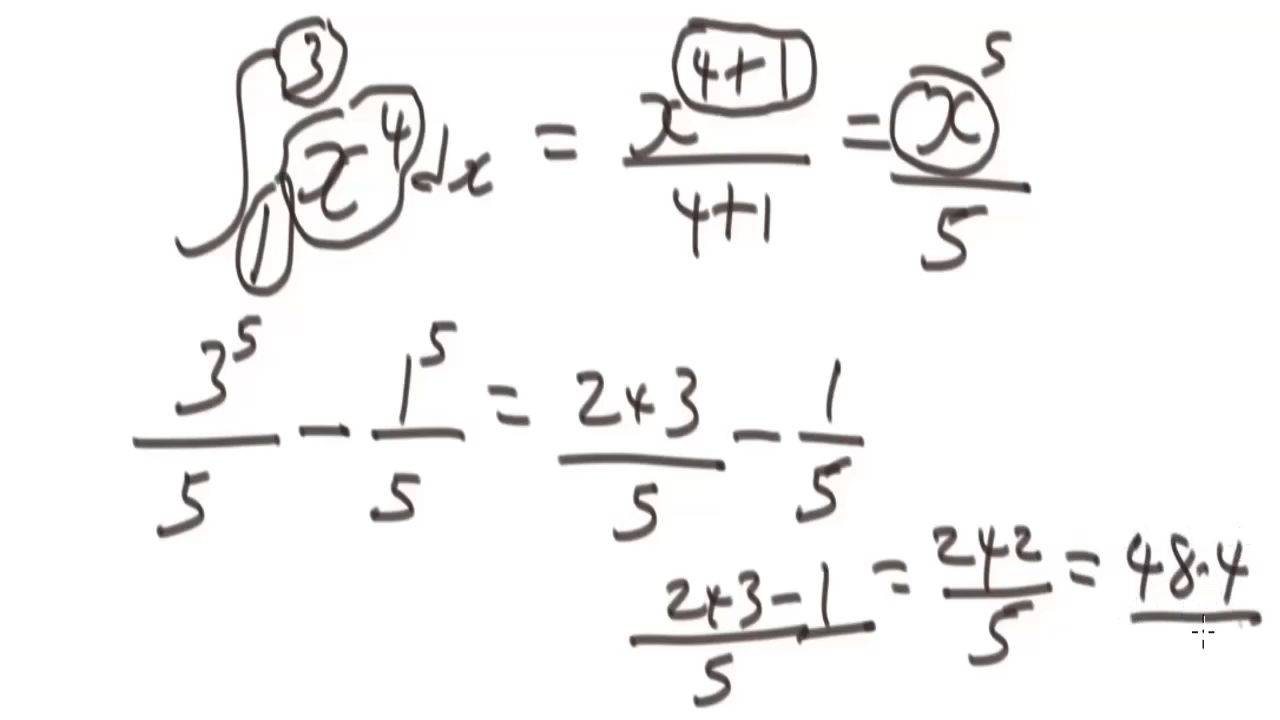 ∫₁³ x⁴ dx = x⁴⁺¹/4+1 = x⁵/5
3⁵/5 - 1⁵/5 = 243/5 - 1/5
243-1/5 = 242/5 = 48.4